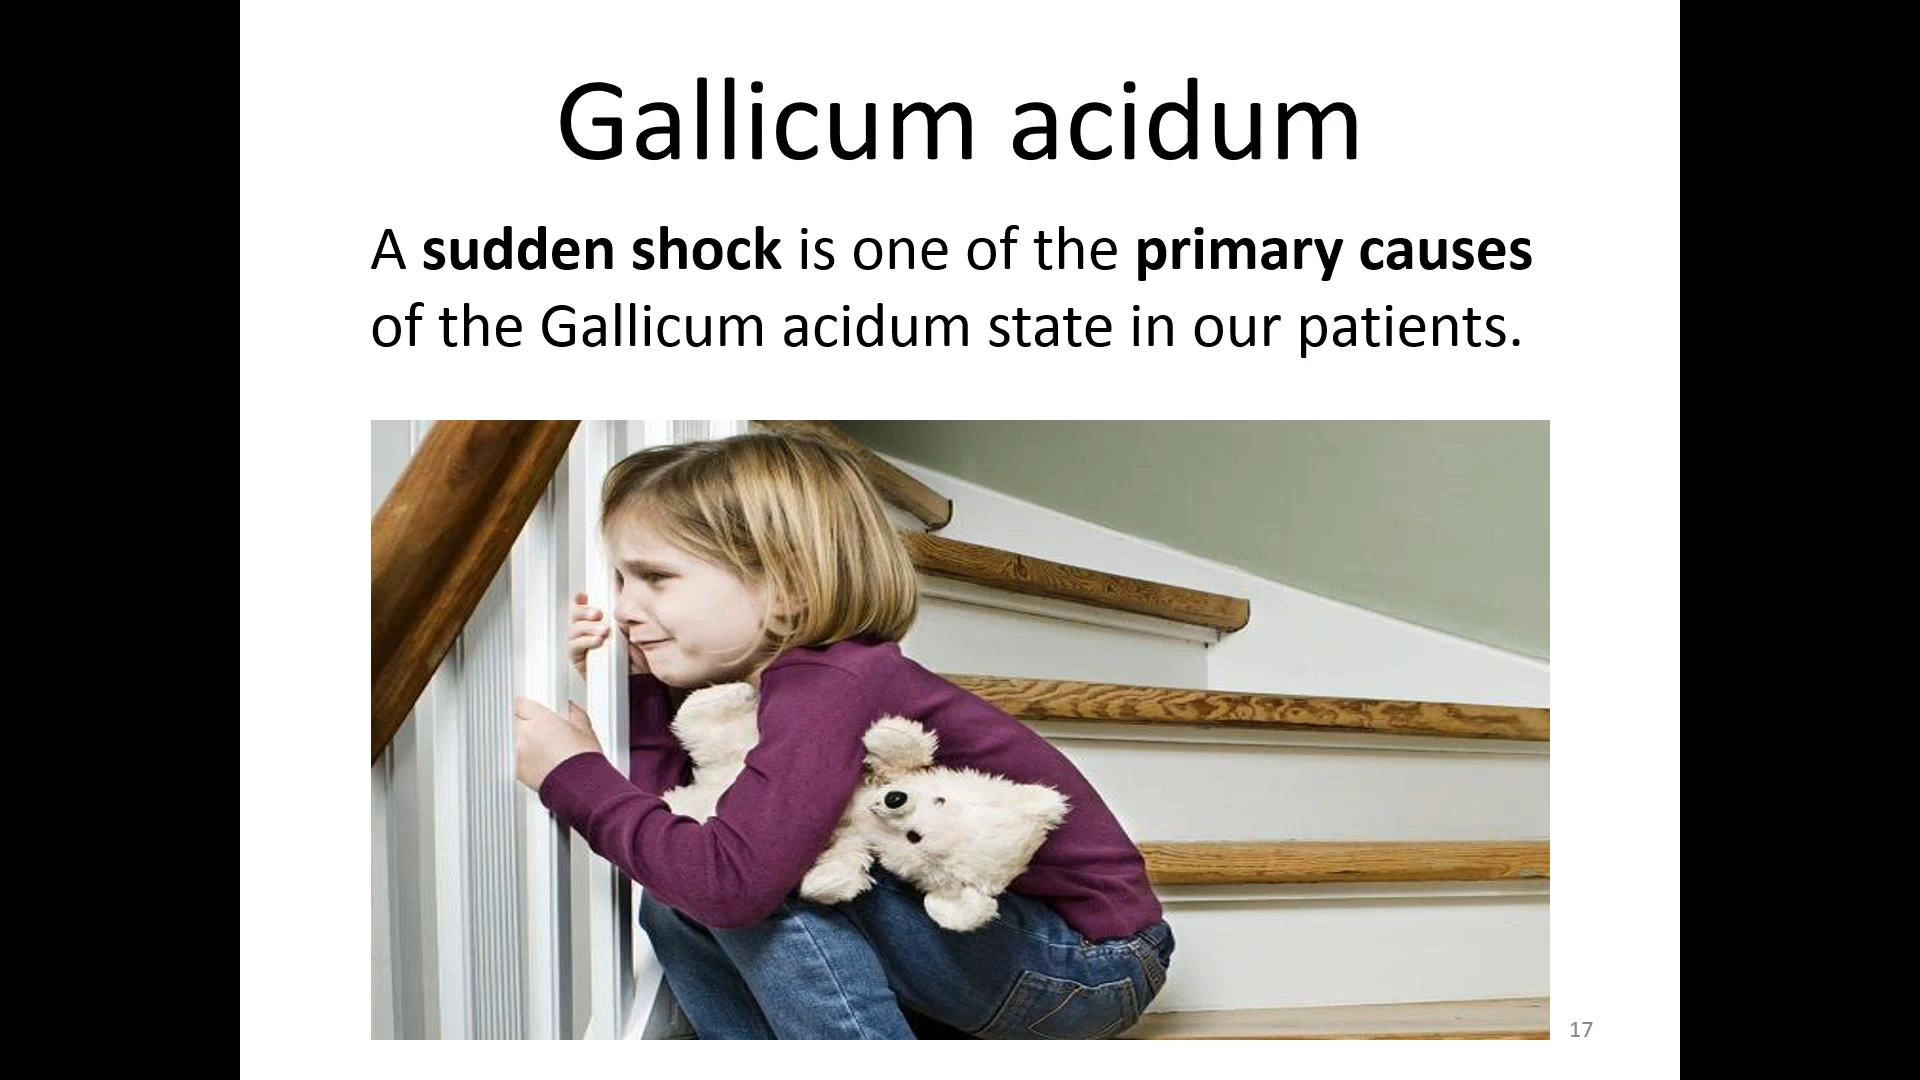 Gallicum acidum
A sudden shock is one of the primary causes
of the Gallicum acidum state in our patients.
17